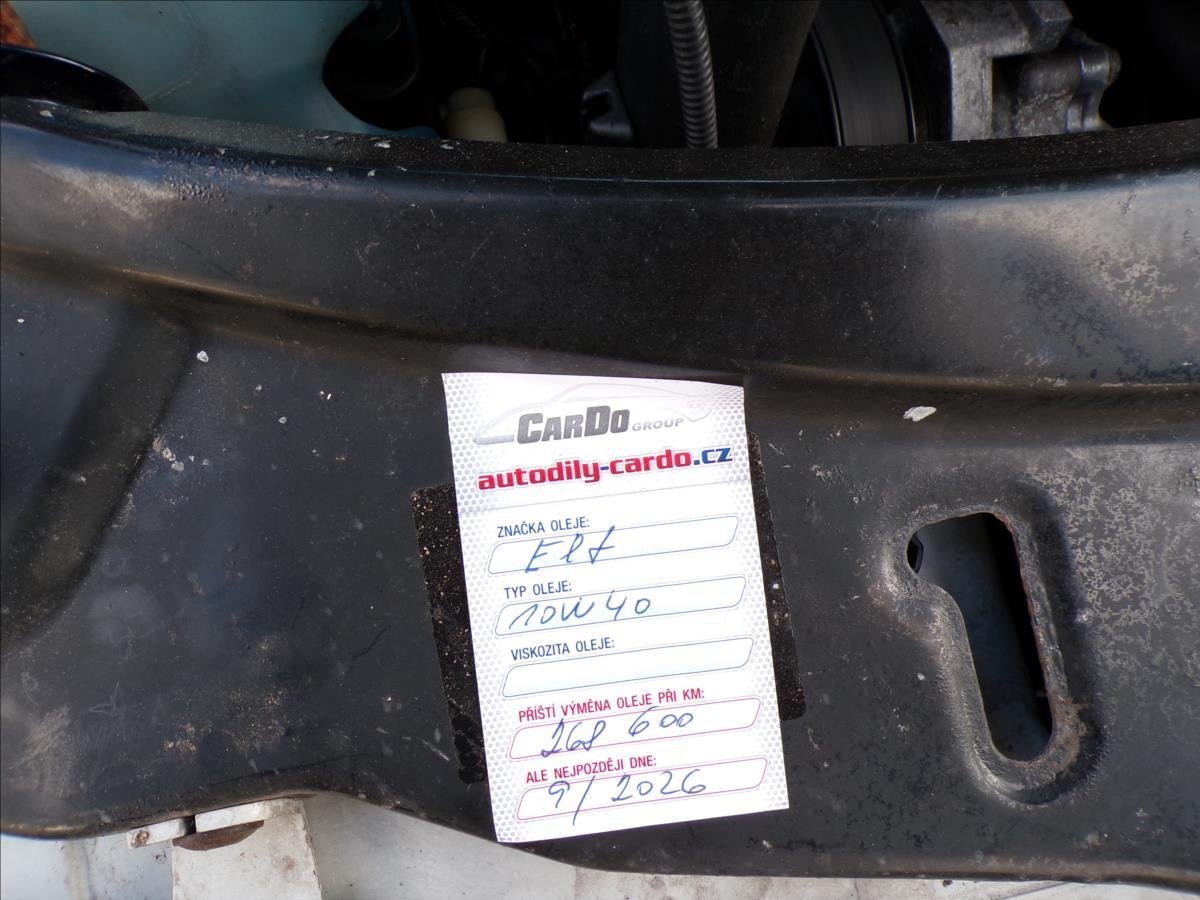 CARDO GROUP
autodily-cardo.cz
ZNAČKA OLEJE:
Elf
TYP OLEJE:
10W40
VISKOZITA OLEJE:
PŘÍŠTÍ VÝMĚNA OLEJE PŘI KM:
268 600
ALE NEJPOZDĚJI DNE:
9/2026